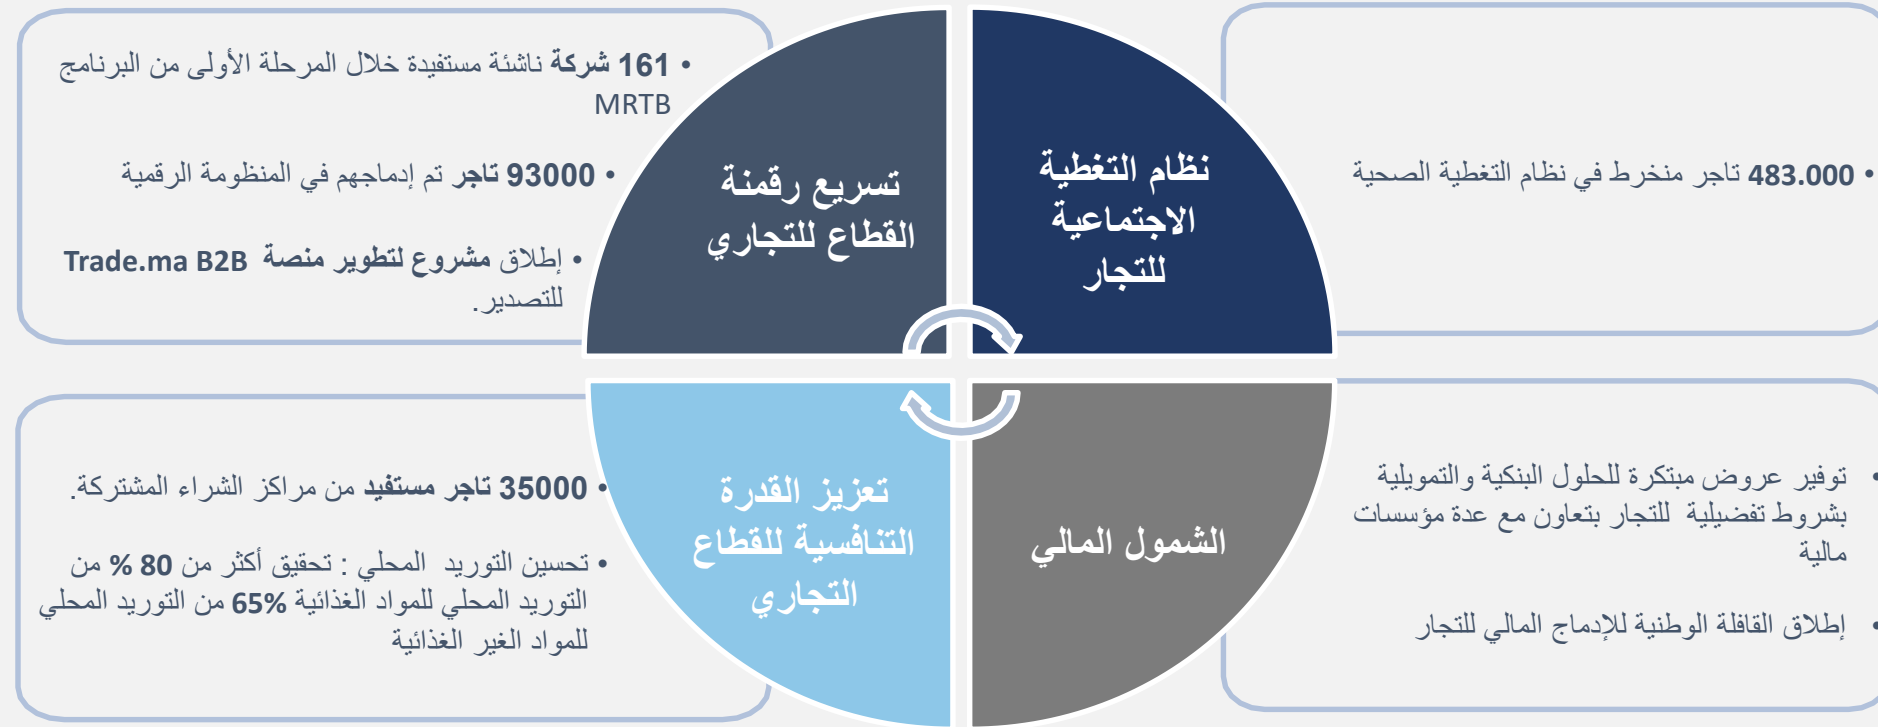 نظام التغطية
الاجتماعية
للتجار
• 483.000 تاجر منخرط في نظام التغطية الصحية
تسريع رقمنة
القطاع للتجاري
• 161 شركة ناشئة مستفيدة خلال المرحلة الأولى من البرنامج
MRTB
• 93000 تاجر تم إدماجهم في المنظومة الرقمية
• إطلاق مشروع لتطوير منصة Trade.ma B2B
للتصدير.
الشمول المالي
• توفير عروض مبتكرة للحلول البنكية والتمويلية
بشروط تفضيلية للتجار بتعاون مع عدة مؤسسات
مالية
• إطلاق القافلة الوطنية للإدماج المالي للتجار
تعزيز القدرة
التنافسية للقطاع
التجاري
• 35000 تاجر مستفيد من مراكز الشراء المشتركة.
• تحسين التوريد المحلي : تحقيق أكثر من 80 % من
التوريد المحلي للمواد الغذائية 65% من التوريد المحلي
للمواد الغير الغذائية